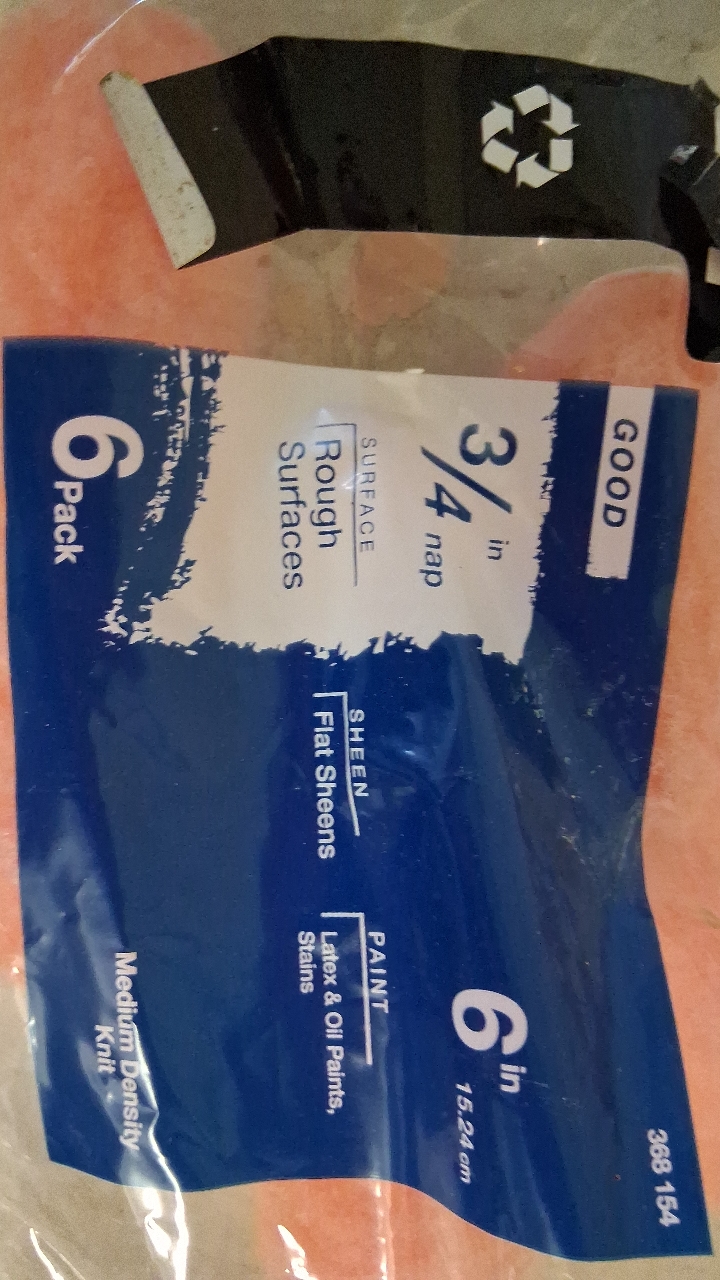 GOOD
368 154
3/4 in nap
6 in
15.24 cm
SURFACE
Rough
Surfaces
SHEEN
Flat Sheens
PAINT
Latex & Oil Paints,
Stains
6 Pack
Medium Density
Knit